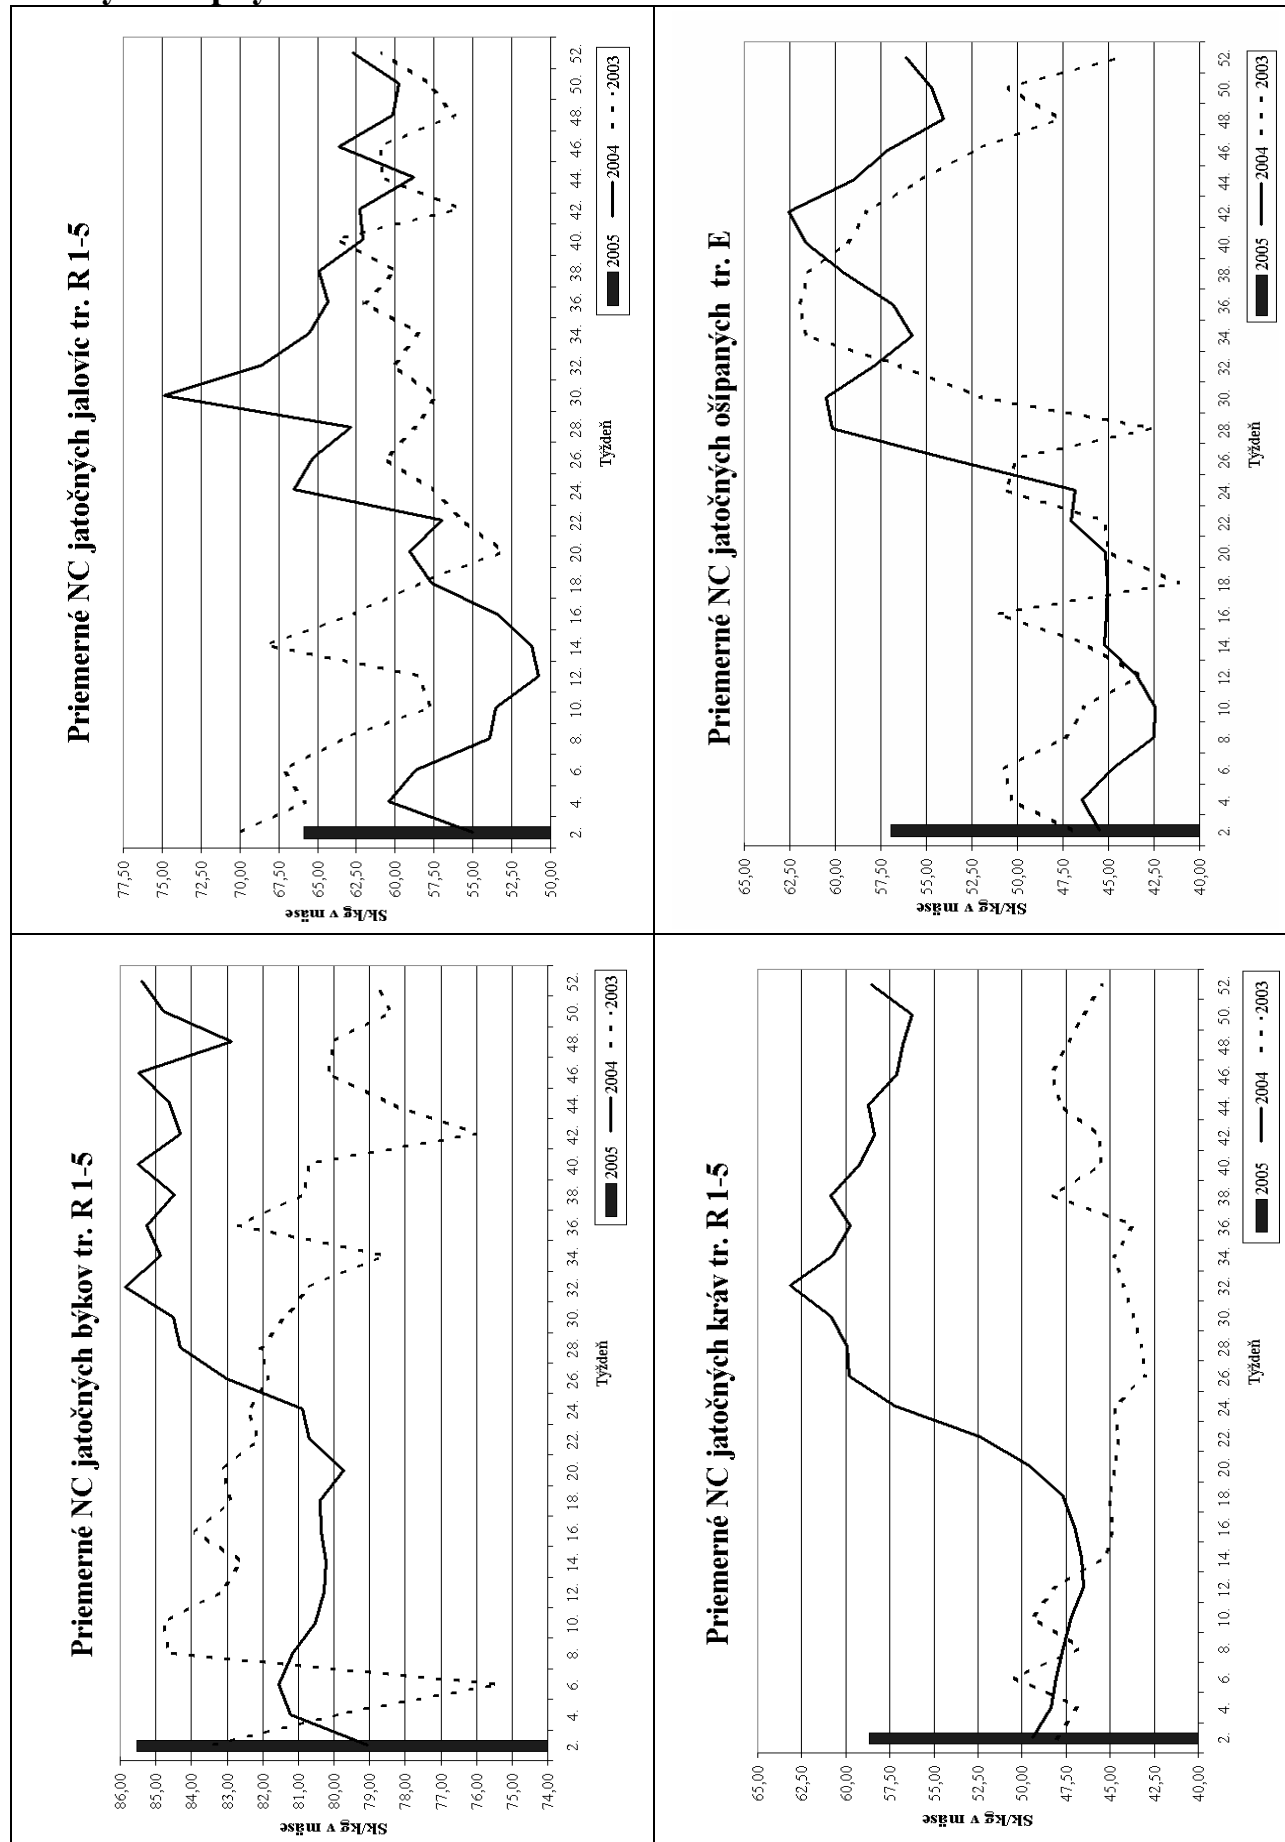 Priemerné NC jatočných býkov tr. R 1-5
Sk/kg v mäse
86,00
85,00
84,00
83,00
82,00
81,00
80,00
79,00
78,00
77,00
76,00
75,00
74,00
2. 4. 6. 8. 10. 12. 14. 16. 18. 20. 22. 24. 26. 28. 30. 32. 34. 36. 38. 40. 42. 44. 46. 48. 50. 52.
Týždeň
2005 2004 2003
Priemerné NC jatočných jalovíc tr. R 1-5
Sk/kg v mäse
77,50
75,00
72,50
70,00
67,50
65,00
62,50
60,00
57,50
55,00
52,50
50,00
2. 4. 6. 8. 10. 12. 14. 16. 18. 20. 22. 24. 26. 28. 30. 32. 34. 36. 38. 40. 42. 44. 46. 48. 50. 52.
Týždeň
2005 2004 2003
Priemerné NC jatočných kráv tr. R 1-5
Sk/kg v mäse
65,00
62,50
60,00
57,50
55,00
52,50
50,00
47,50
45,00
42,50
40,00
2. 4. 6. 8. 10. 12. 14. 16. 18. 20. 22. 24. 26. 28. 30. 32. 34. 36. 38. 40. 42. 44. 46. 48. 50. 52.
Týždeň
2005 2004 2003
Priemerné NC jatočných ošípaných tr. E
Sk/kg v mäse
65,00
62,50
60,00
57,50
55,00
52,50
50,00
47,50
45,00
42,50
40,00
2. 4. 6. 8. 10. 12. 14. 16. 18. 20. 22. 24. 26. 28. 30. 32. 34. 36. 38. 40. 42. 44. 46. 48. 50. 52.
Týždeň
2005 2004 2003